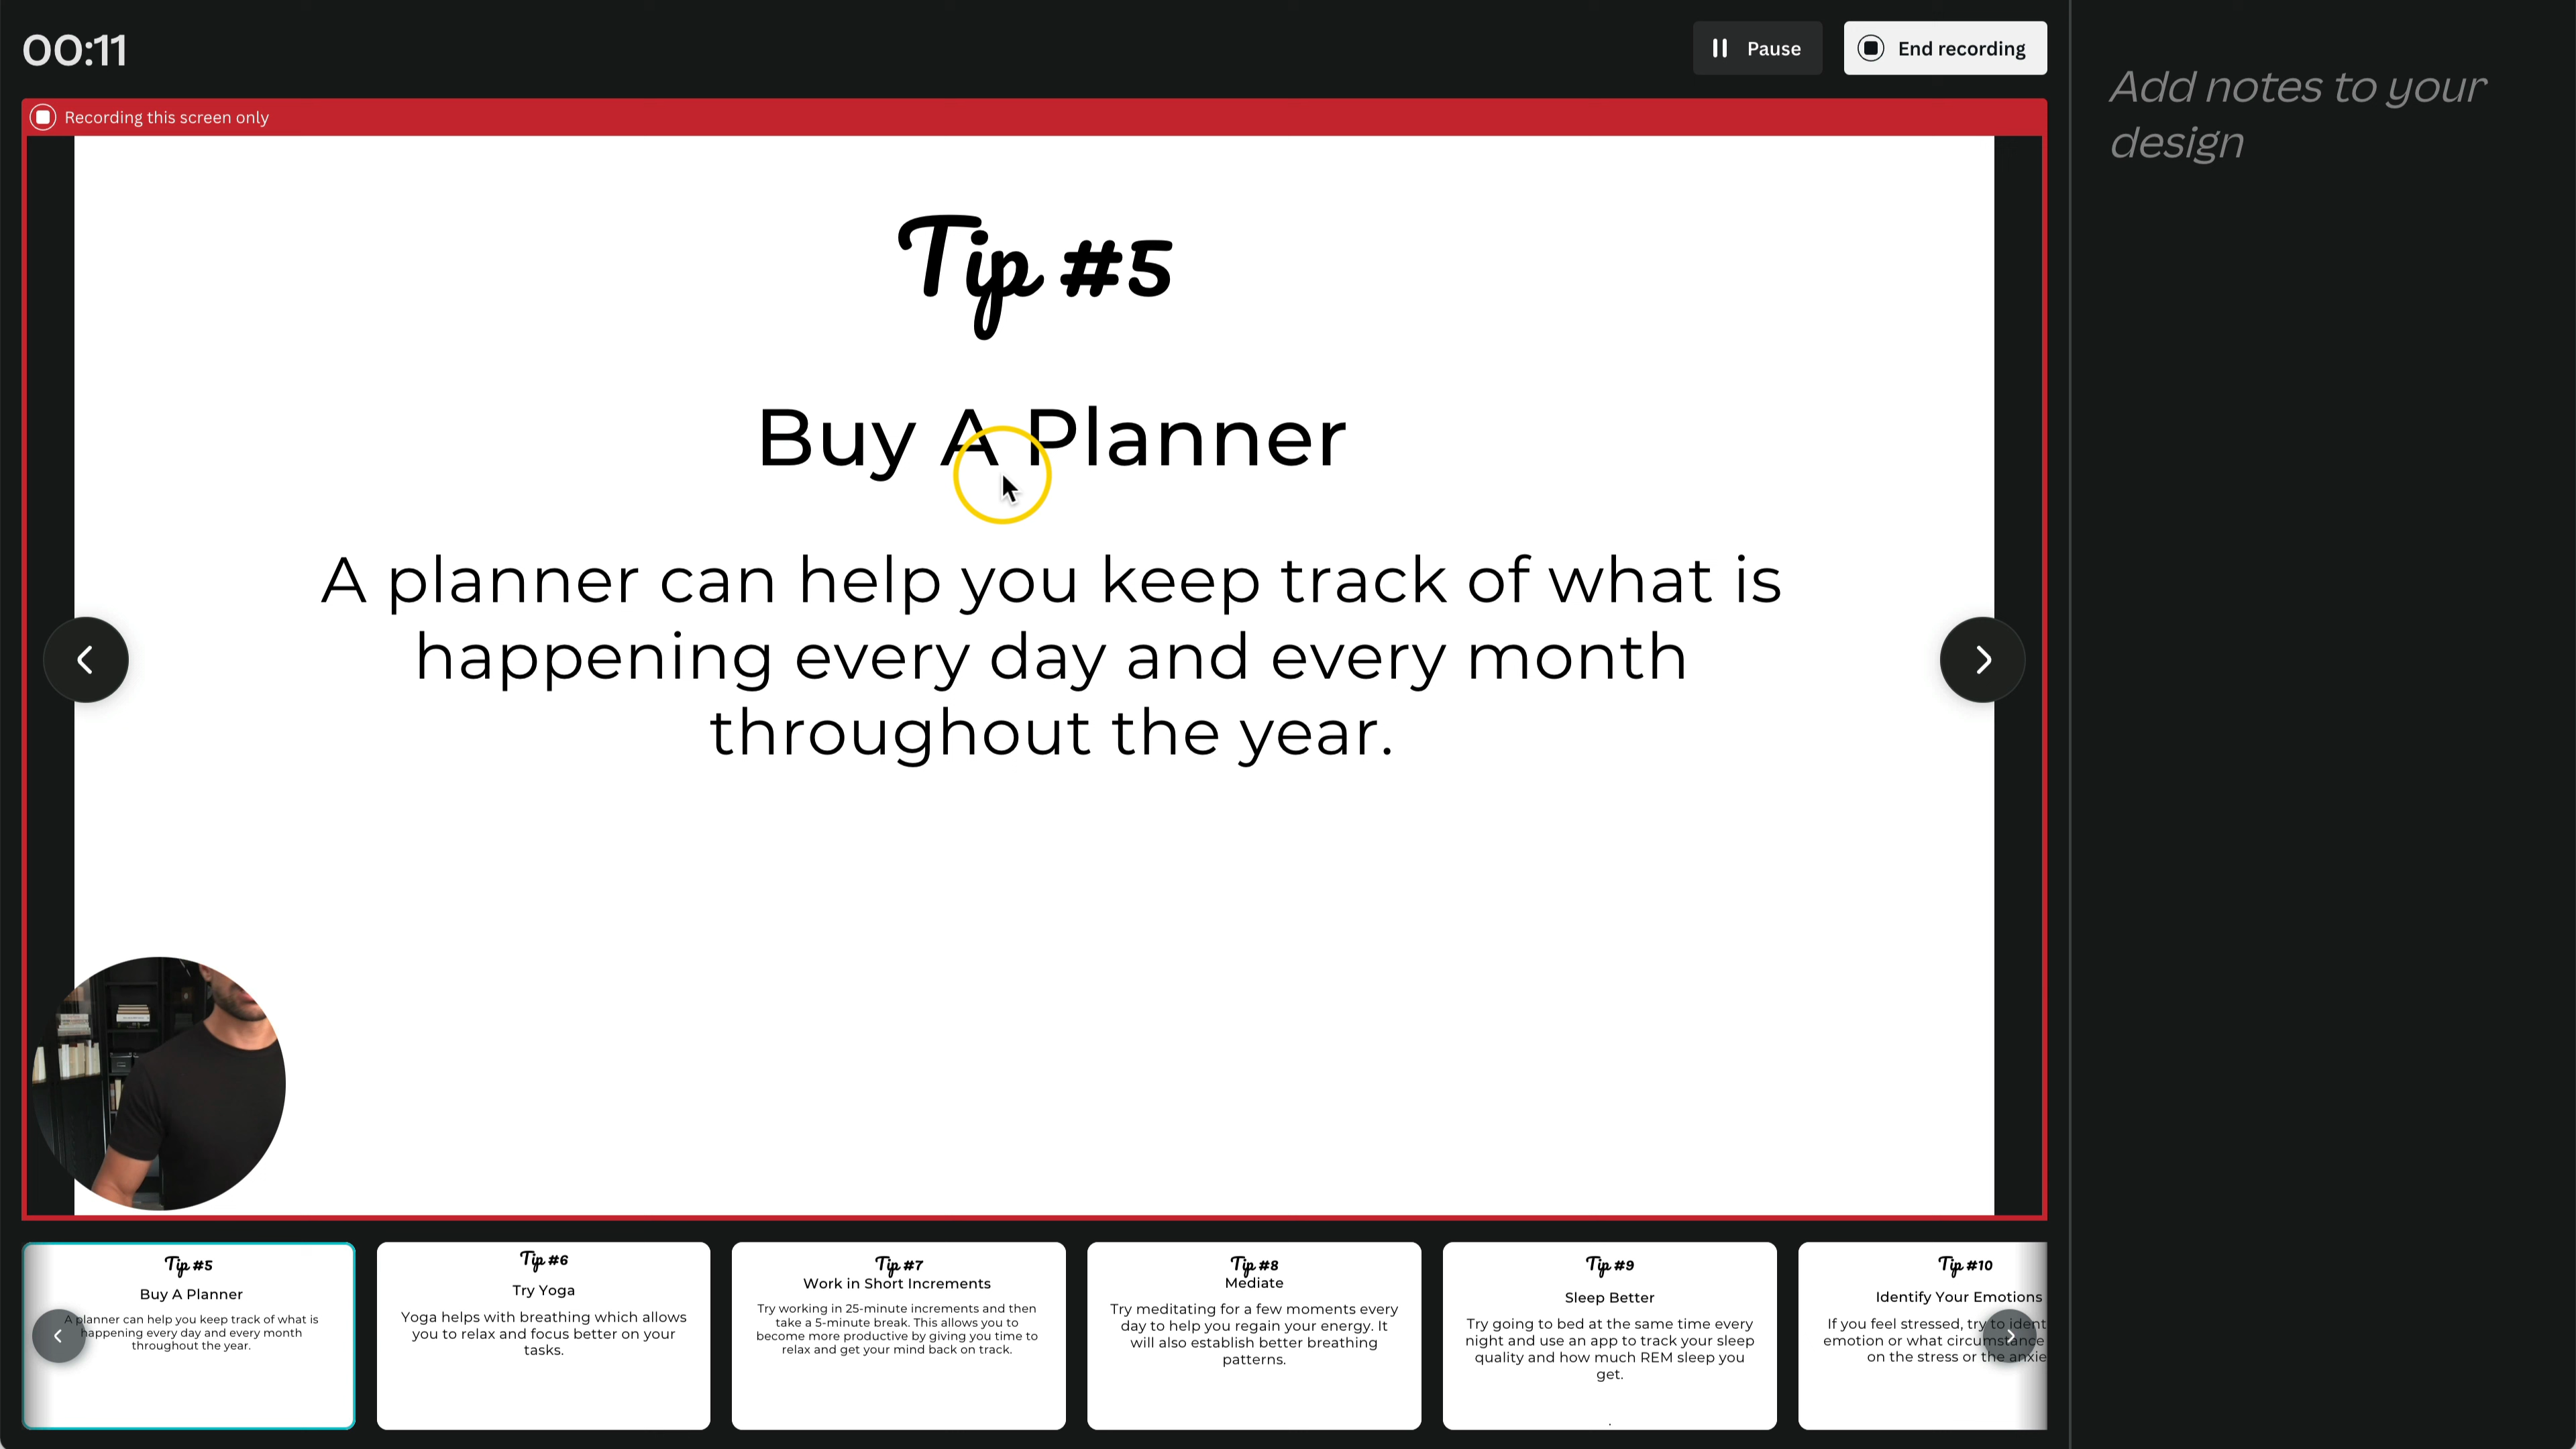 00:11
Pause
End recording
Recording this screen only
Add notes to your
design
Tip #5
Buy A Planner
A planner can help you keep track of what is
happening every day and every month
throughout the year.
Tip #5
Buy A Planner
A planner can help you keep track of what is
happening every day and every month
throughout the year.
Tip #6
Try Yoga
Yoga helps with breathing which allows
you to relax and focus better on your
tasks.
Tip #7
Work in Short Increments
Try working in 25-minute increments and then
take a 5-minute break. This allows you to
become more productive by giving you time to
relax and get your mind back on track.
Tip #8
Mediate
Try meditating for a few moments every
day to help you regain your energy. It
will also establish better breathing
patterns.
Tip #9
Sleep Better
Try going to bed at the same time every
night and use an app to track your sleep
quality and how much REM sleep you
get.
.
Tip #10
Identify Your Emotions
If you feel stressed, try to ident
emotion or what circumstance
on the stress or the anxie